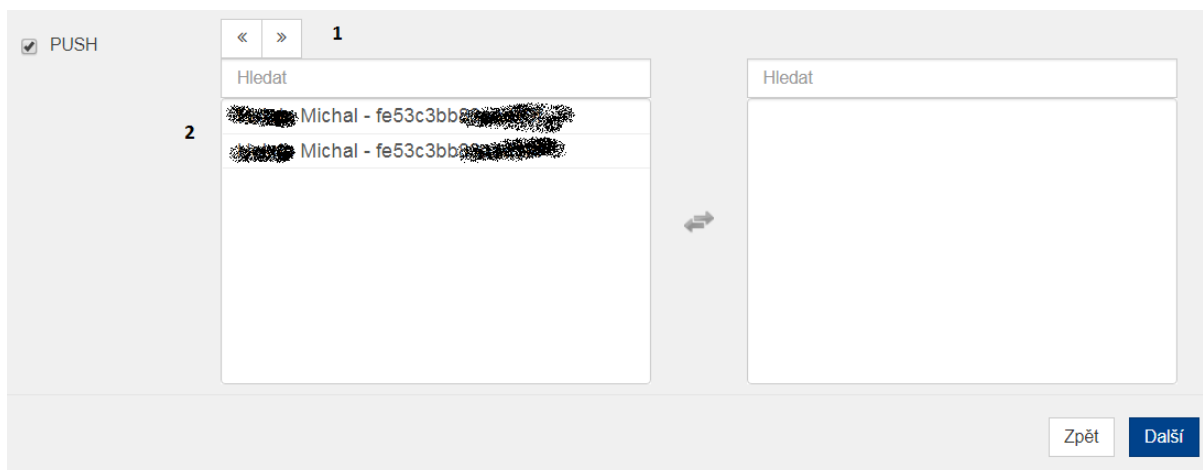 PUSH
« » 1
Hledat Hledat
2
Michal - fe53c3bb
Michal - fe53c3bb
Zpět Další